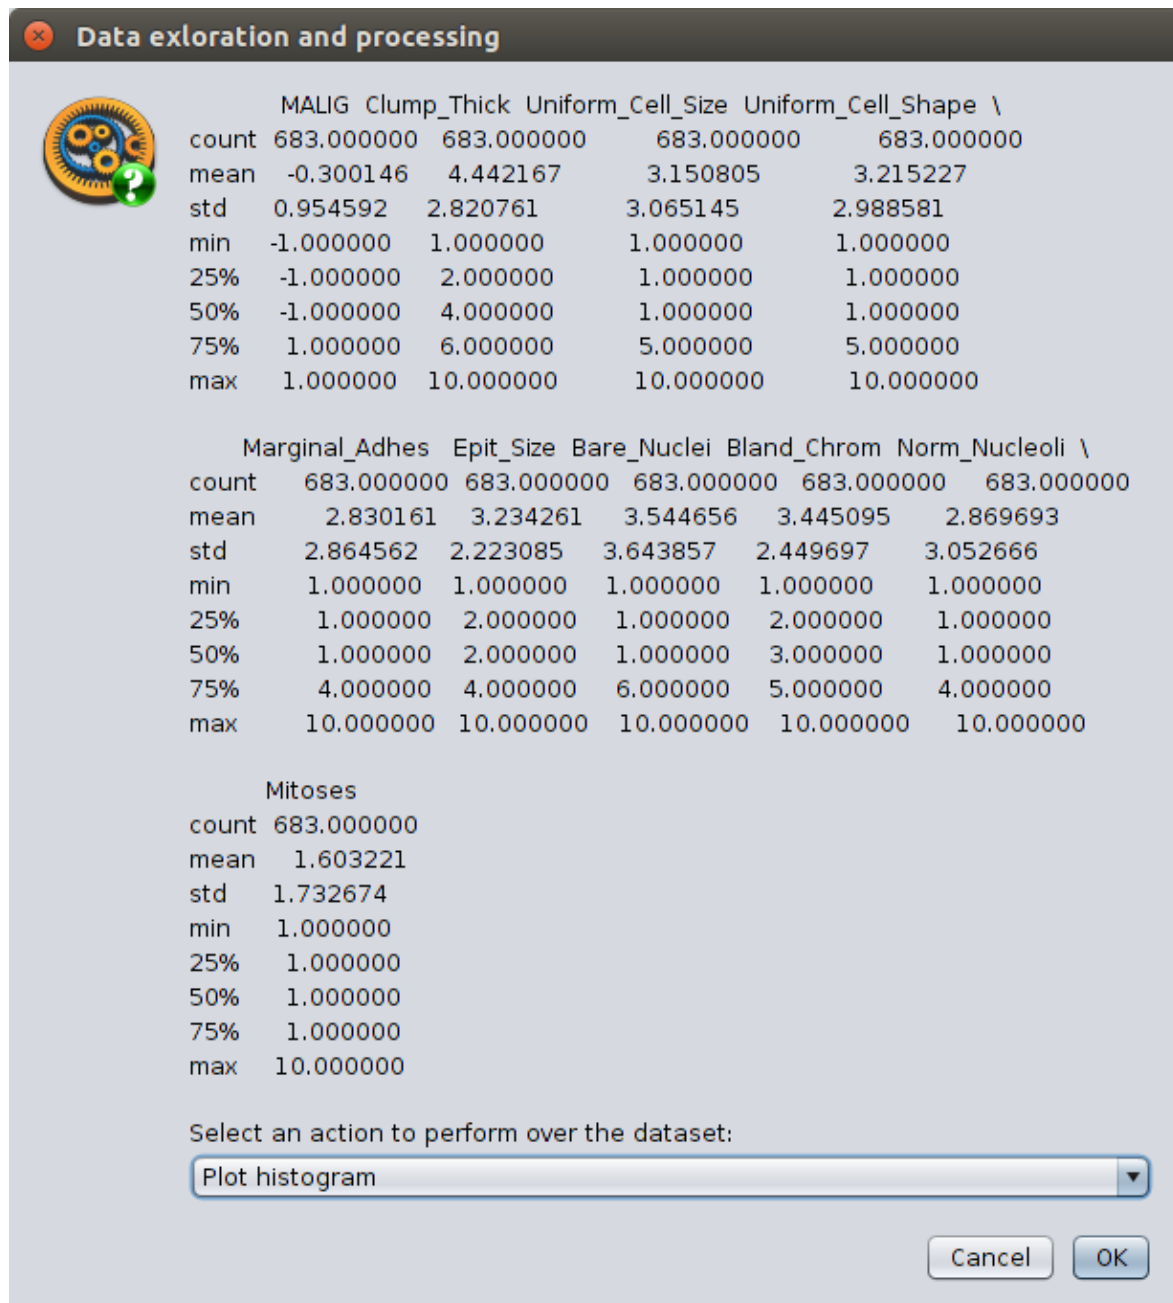 Data exloration and processing
MALIG Clump_Thick Uniform_Cell_Size Uniform_Cell_Shape \
count 683.000000 683.000000 683.000000 683.000000
mean -0.300146 4.442167 3.150805 3.215227
std 0.954592 2.820761 3.065145 2.988581
min -1.000000 1.000000 1.000000 1.000000
25% -1.000000 2.000000 1.000000 1.000000
50% -1.000000 4.000000 1.000000 1.000000
75% 1.000000 6.000000 5.000000 5.000000
max 1.000000 10.000000 10.000000 10.000000
Marginal_Adhes Epit_Size Bare_Nuclei Bland_Chrom Norm_Nucleoli \
count 683.000000 683.000000 683.000000 683.000000 683.000000
mean 2.830161 3.234261 3.544656 3.445095 2.869693
std 2.864562 2.223085 3.643857 2.449697 3.052666
min 1.000000 1.000000 1.000000 1.000000 1.000000
25% 1.000000 2.000000 1.000000 2.000000 1.000000
50% 1.000000 2.000000 1.000000 3.000000 1.000000
75% 4.000000 4.000000 6.000000 5.000000 4.000000
max 10.000000 10.000000 10.000000 10.000000 10.000000
Mitoses
count 683.000000
mean 1.603221
std 1.732674
min 1.000000
25% 1.000000
50% 1.000000
75% 1.000000
max 10.000000
Select an action to perform over the dataset:
Plot histogram
Cancel OK